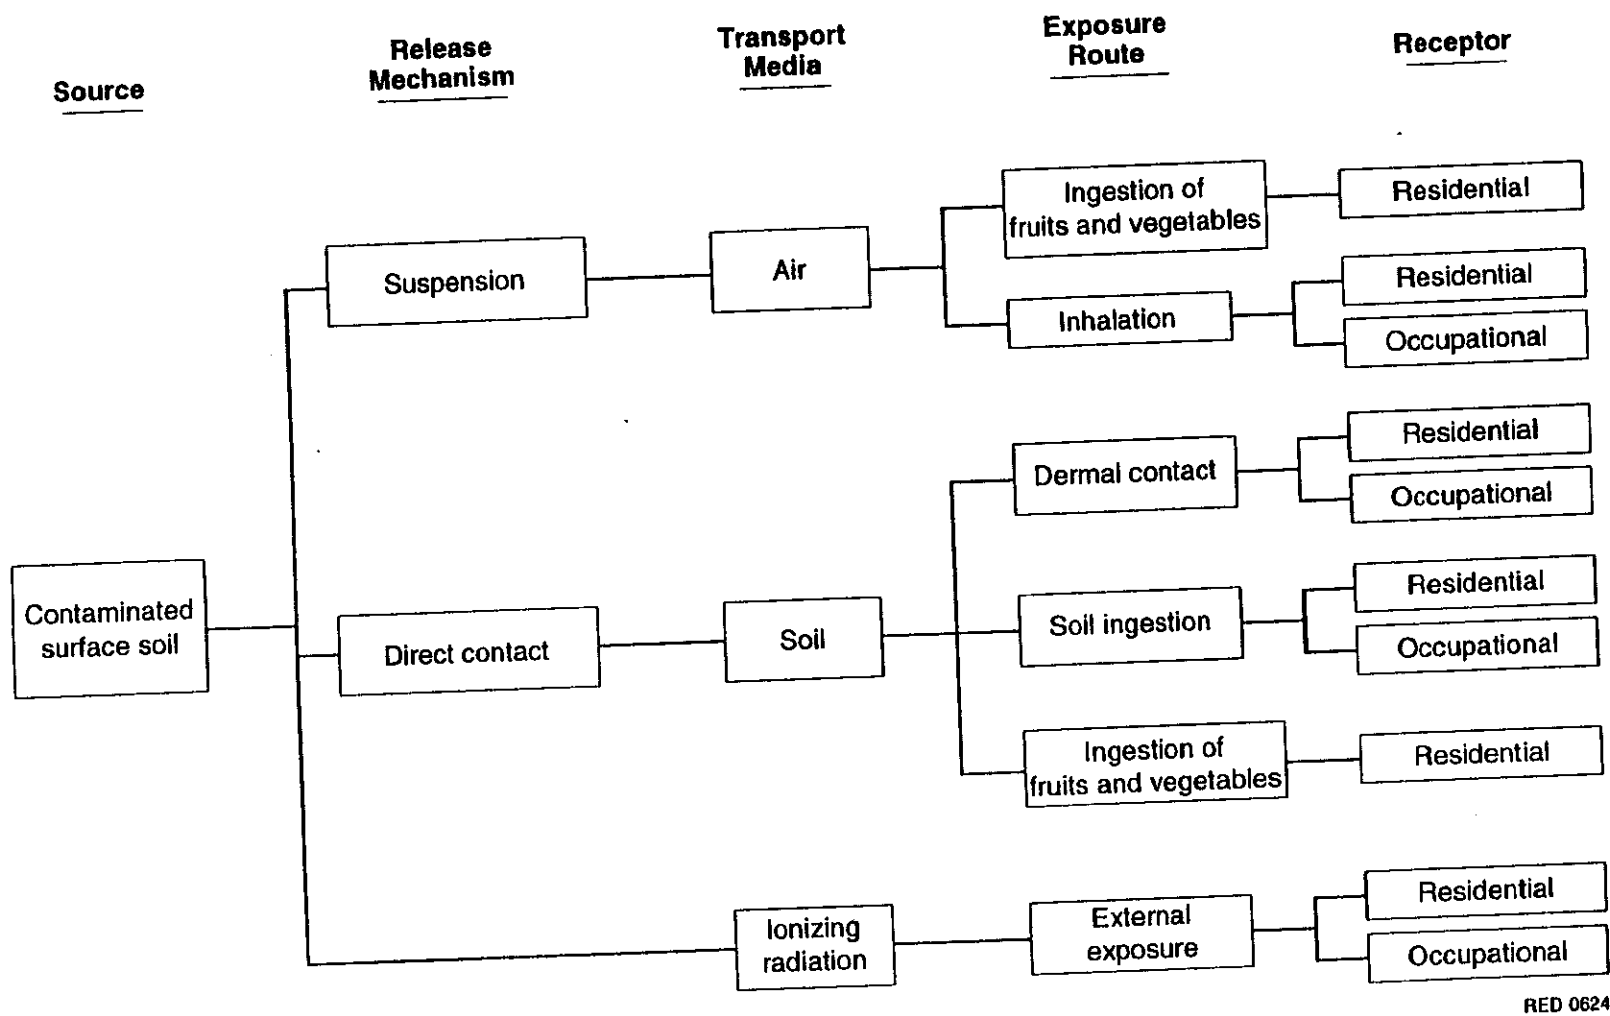 Source
Release
Mechanism
Transport
Media
Exposure
Route
Receptor
Contaminated
surface soil
Suspension
Air
Ingestion of
fruits and vegetables
Residential
Inhalation
Residential
Occupational
Direct contact
Soil
Dermal contact
Residential
Occupational
Soil ingestion
Residential
Occupational
Ingestion of
fruits and vegetables
Residential
Ionizing
radiation
External
exposure
Residential
Occupational
RED 0624